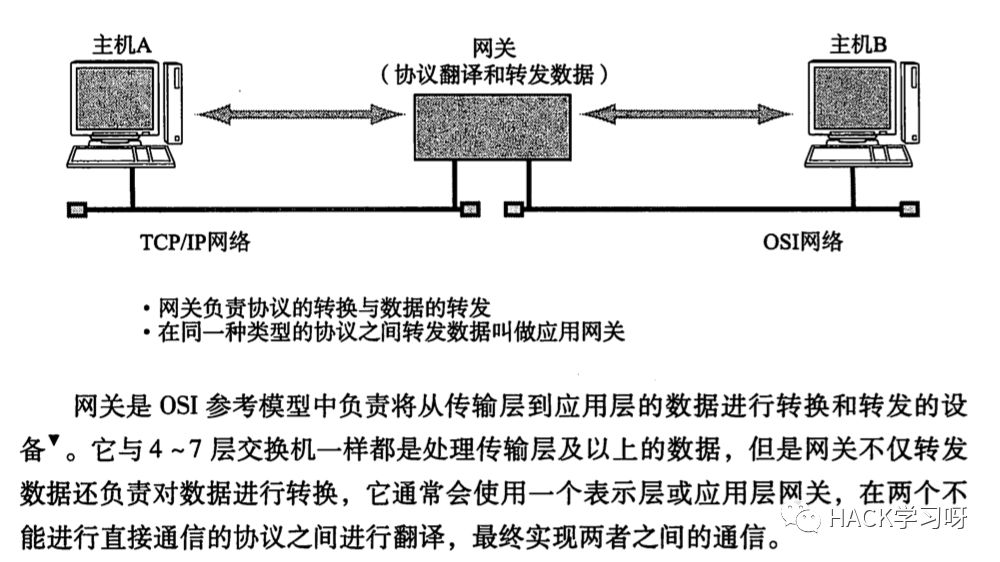 主机A
网关
（协议翻译和转发数据）
主机B
TCP/IP网络
OSI网络
·网关负责协议的转换与数据的转发
·在同一种类型的协议之间转发数据叫做应用网关
网关是 OSI 参考模型中负责将从传输层到应用层的数据进行转换和转发的设
备▼。它与 4 ~ 7 层交换机一样都是处理传输层及以上的数据，但是网关不仅转发
数据还负责对数据进行转换，它通常会使用一个表示层或应用层网关，在两个不
能进行直接通信的协议之间进行翻译，最终实现两者之间的通信。
HACK学习呀